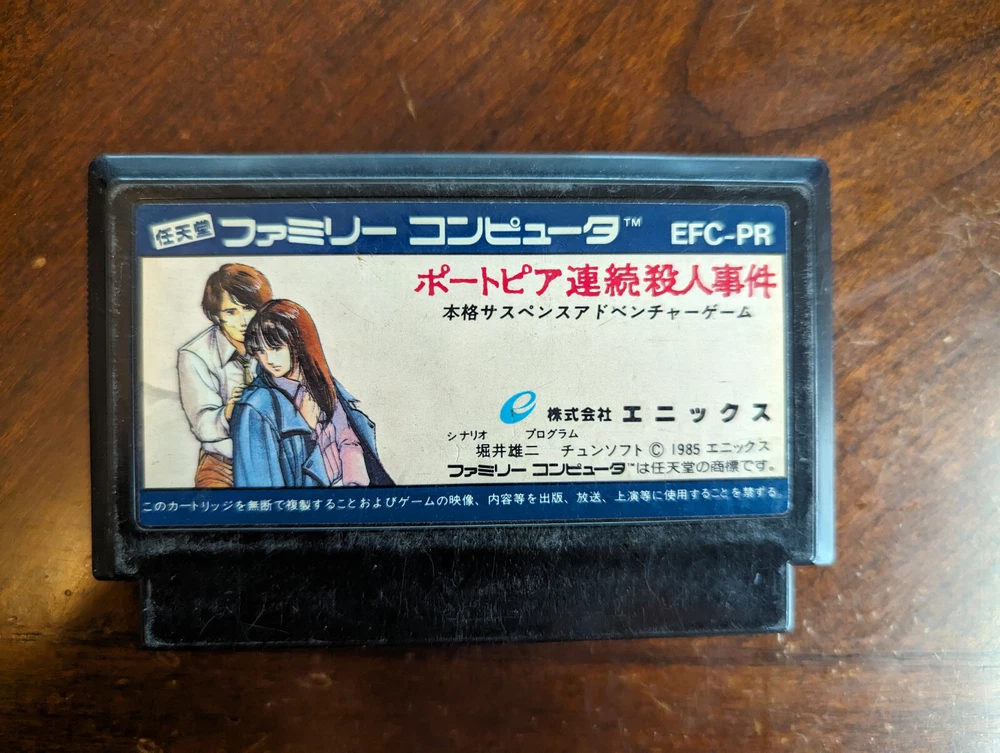 任天堂 ファミリー コンピュータ™ EFC-PR
ポートピア連続殺人事件
本格サスペンスアドベンチャーゲーム
e 株式会社 エニックス
シナリオ プログラム
堀井雄二 チュンソフト © 1985 エニックス
ファミリー コンピュータ™は任天堂の商標です。
このカートリッジを無断で複製することおよびゲームの映像、内容等を出版、放送、上演等に使用することを禁ずる